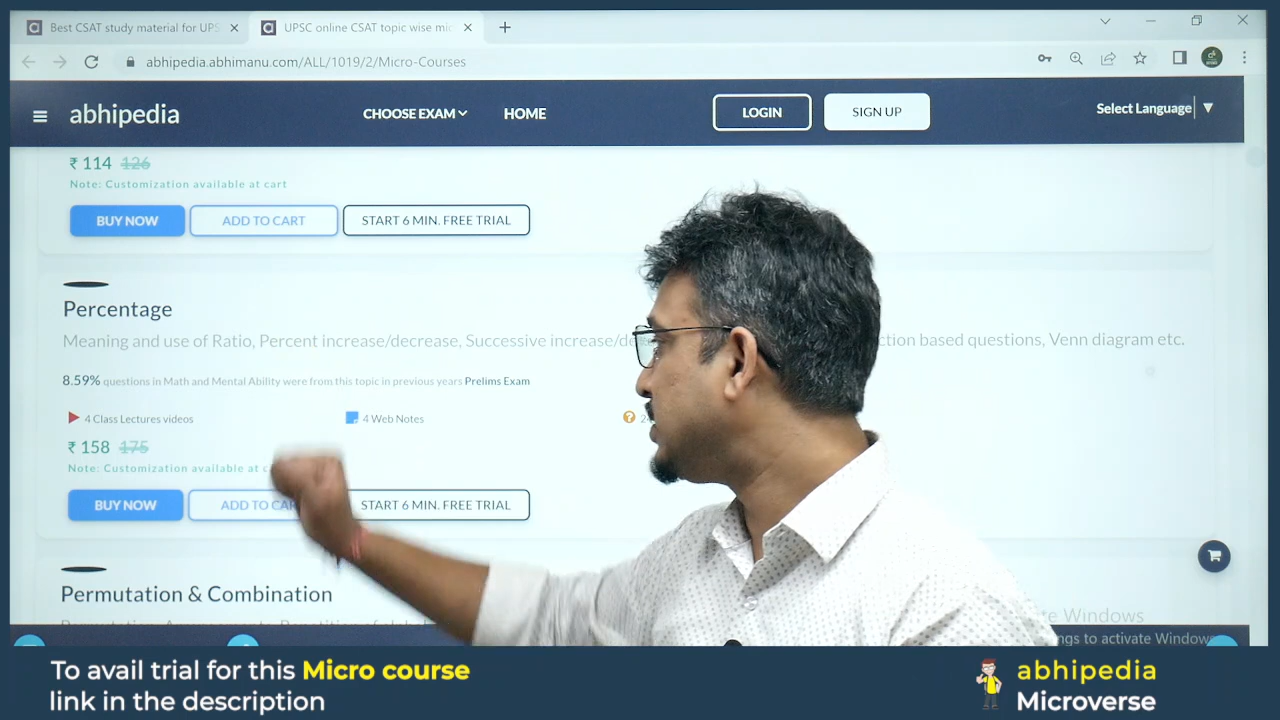 Best CSAT study material for UPS
UPSC online CSAT topic wise mic
abhipedia.abhimanu.com/ALL/1019/2/Micro-Courses
abhipedia
CHOOSE EXAM
HOME
LOGIN
SIGN UP
Select Language
₹ 114 126
Note: Customization available at cart
BUY NOW
ADD TO CART
START 6 MIN. FREE TRIAL
Percentage
Meaning and use of Ratio, Percent increase/decrease, Successive increase/de ction based questions, Venn diagram etc.
8.59% questions in Math and Mental Ability were from this topic in previous years Prelims Exam
4 Class Lectures videos
4 Web Notes
₹ 158 175
Note: Customization available at
BUY NOW
ADD TO CAR
START 6 MIN. FREE TRIAL
Permutation & Combination
Windows
to activate Windows
To avail trial for this Micro course
link in the description
abhipedia
Microverse